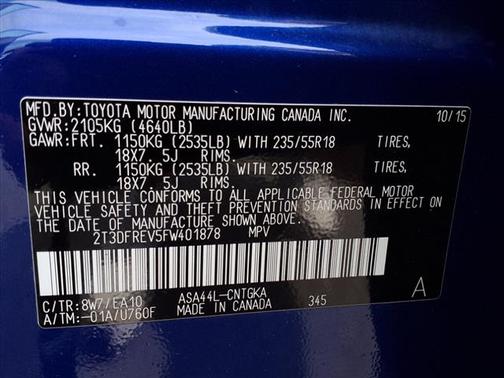 MFD.BY:TOYOTA MOTOR MANUFACTURING CANADA INC. 10/15
GVWR:2105KG (4640LB)
GAWR:FRT. 1150KG (2535LB) WITH 235/55R18 TIRES,
18X7. 5J RIMS.
RR. 1150KG (2535LB) WITH 235/55R18 TIRES,
18X7. 5J RIMS.
THIS VEHICLE CONFORMS TO ALL APPLICABLE FEDERAL MOTOR
VEHICLE SAFETY AND THEFT PREVENTION STANDARDS IN EFFECT ON
THE DATE OF MANUFACTURE SHOWN ABOVE.
2T3DFREV5FW401878 MPV
C/TR:8W7/EA10 ASA44L-CNTGKA 345 A
A/TM:-01A/U760F MADE IN CANADA